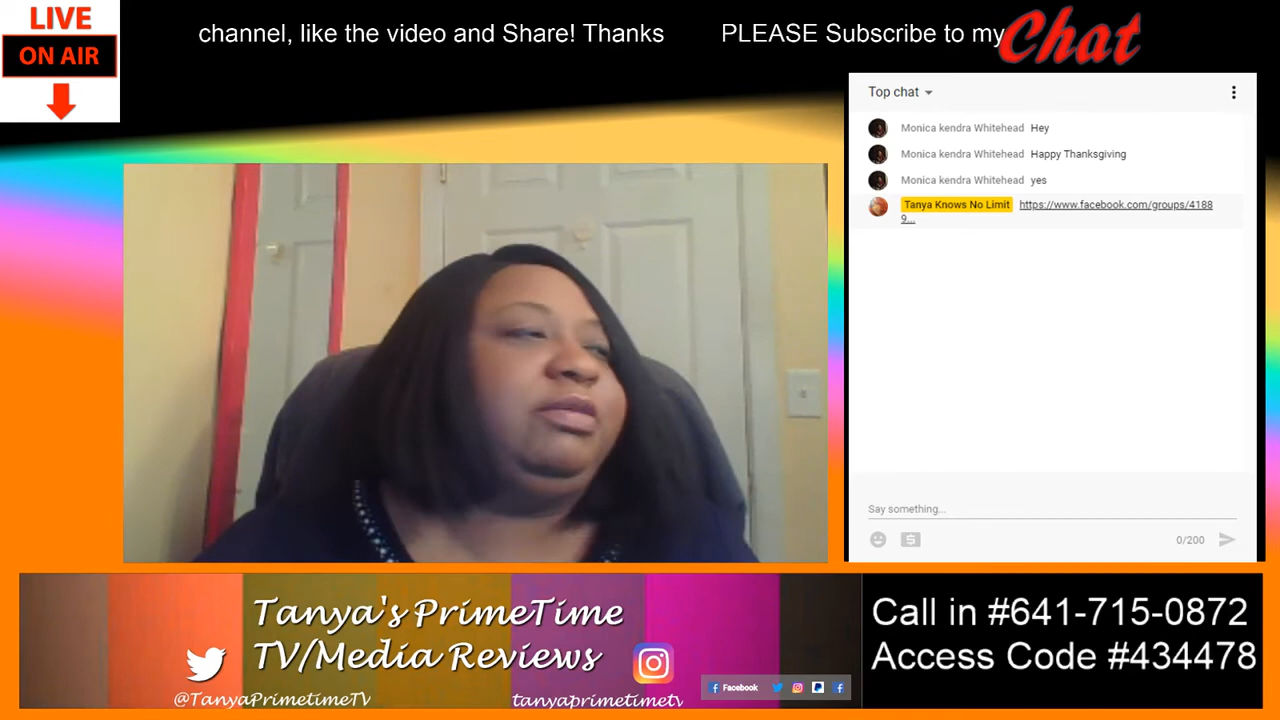 LIVE
ON AIR
channel, like the video and Share! Thanks PLEASE Subscribe to my
Chat
Top chat
Monica kendra Whitehead Hey
Monica kendra Whitehead Happy Thanksgiving
Monica kendra Whitehead yes
Tanya Knows No Limit https://www.facebook.com/groups/4188
9...
Say something...
0/200
Tanya's PrimeTime
TV/Media Reviews
@TanyaPrimetimeTV
tanyaprimetimetv
Facebook
Call in #641-715-0872
Access Code #434478